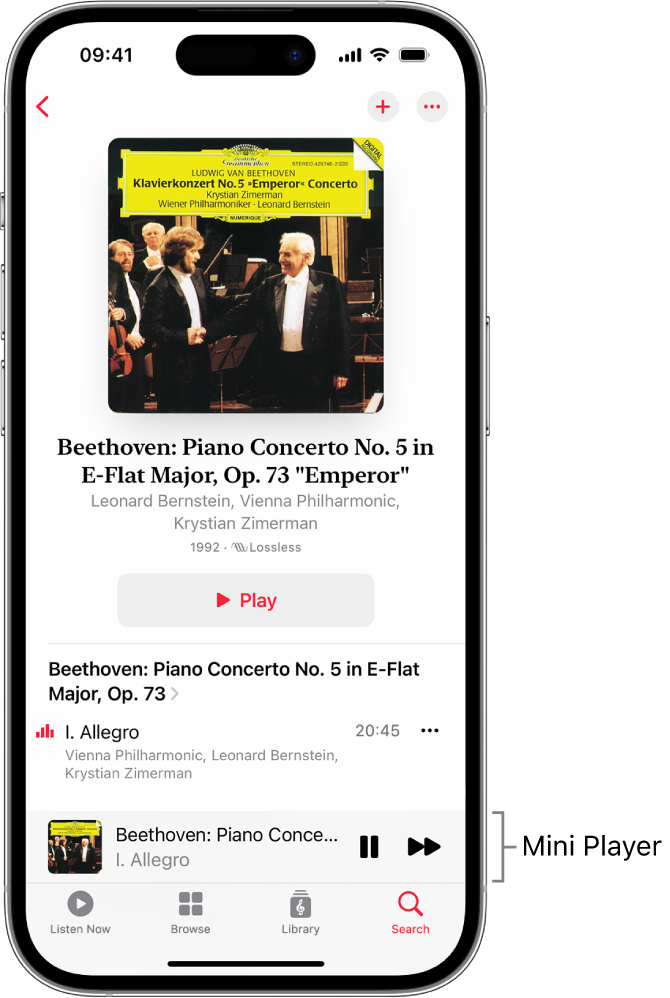 09:41
DIGITAL
Deutsche
Grammophon
STEREO 429748-2
LUDWIG VAN BEETHOVEN
Klavierkonzert No. 5 »Emperor« Concerto
Krystian Zimerman
Wiener Philharmoniker · Leonard Bernstein
NUMERIQUE
Beethoven: Piano Concerto No. 5 in
E-Flat Major, Op. 73 "Emperor"
Leonard Bernstein, Vienna Philharmonic,
Krystian Zimerman
1992 · Lossless
Play
Beethoven: Piano Concerto No. 5 in E-Flat
Major, Op. 73
I. Allegro
20:45
Vienna Philharmonic, Leonard Bernstein,
Krystian Zimerman
Beethoven: Piano Conce...
I. Allegro
Mini Player
Listen Now
Browse
Library
Search